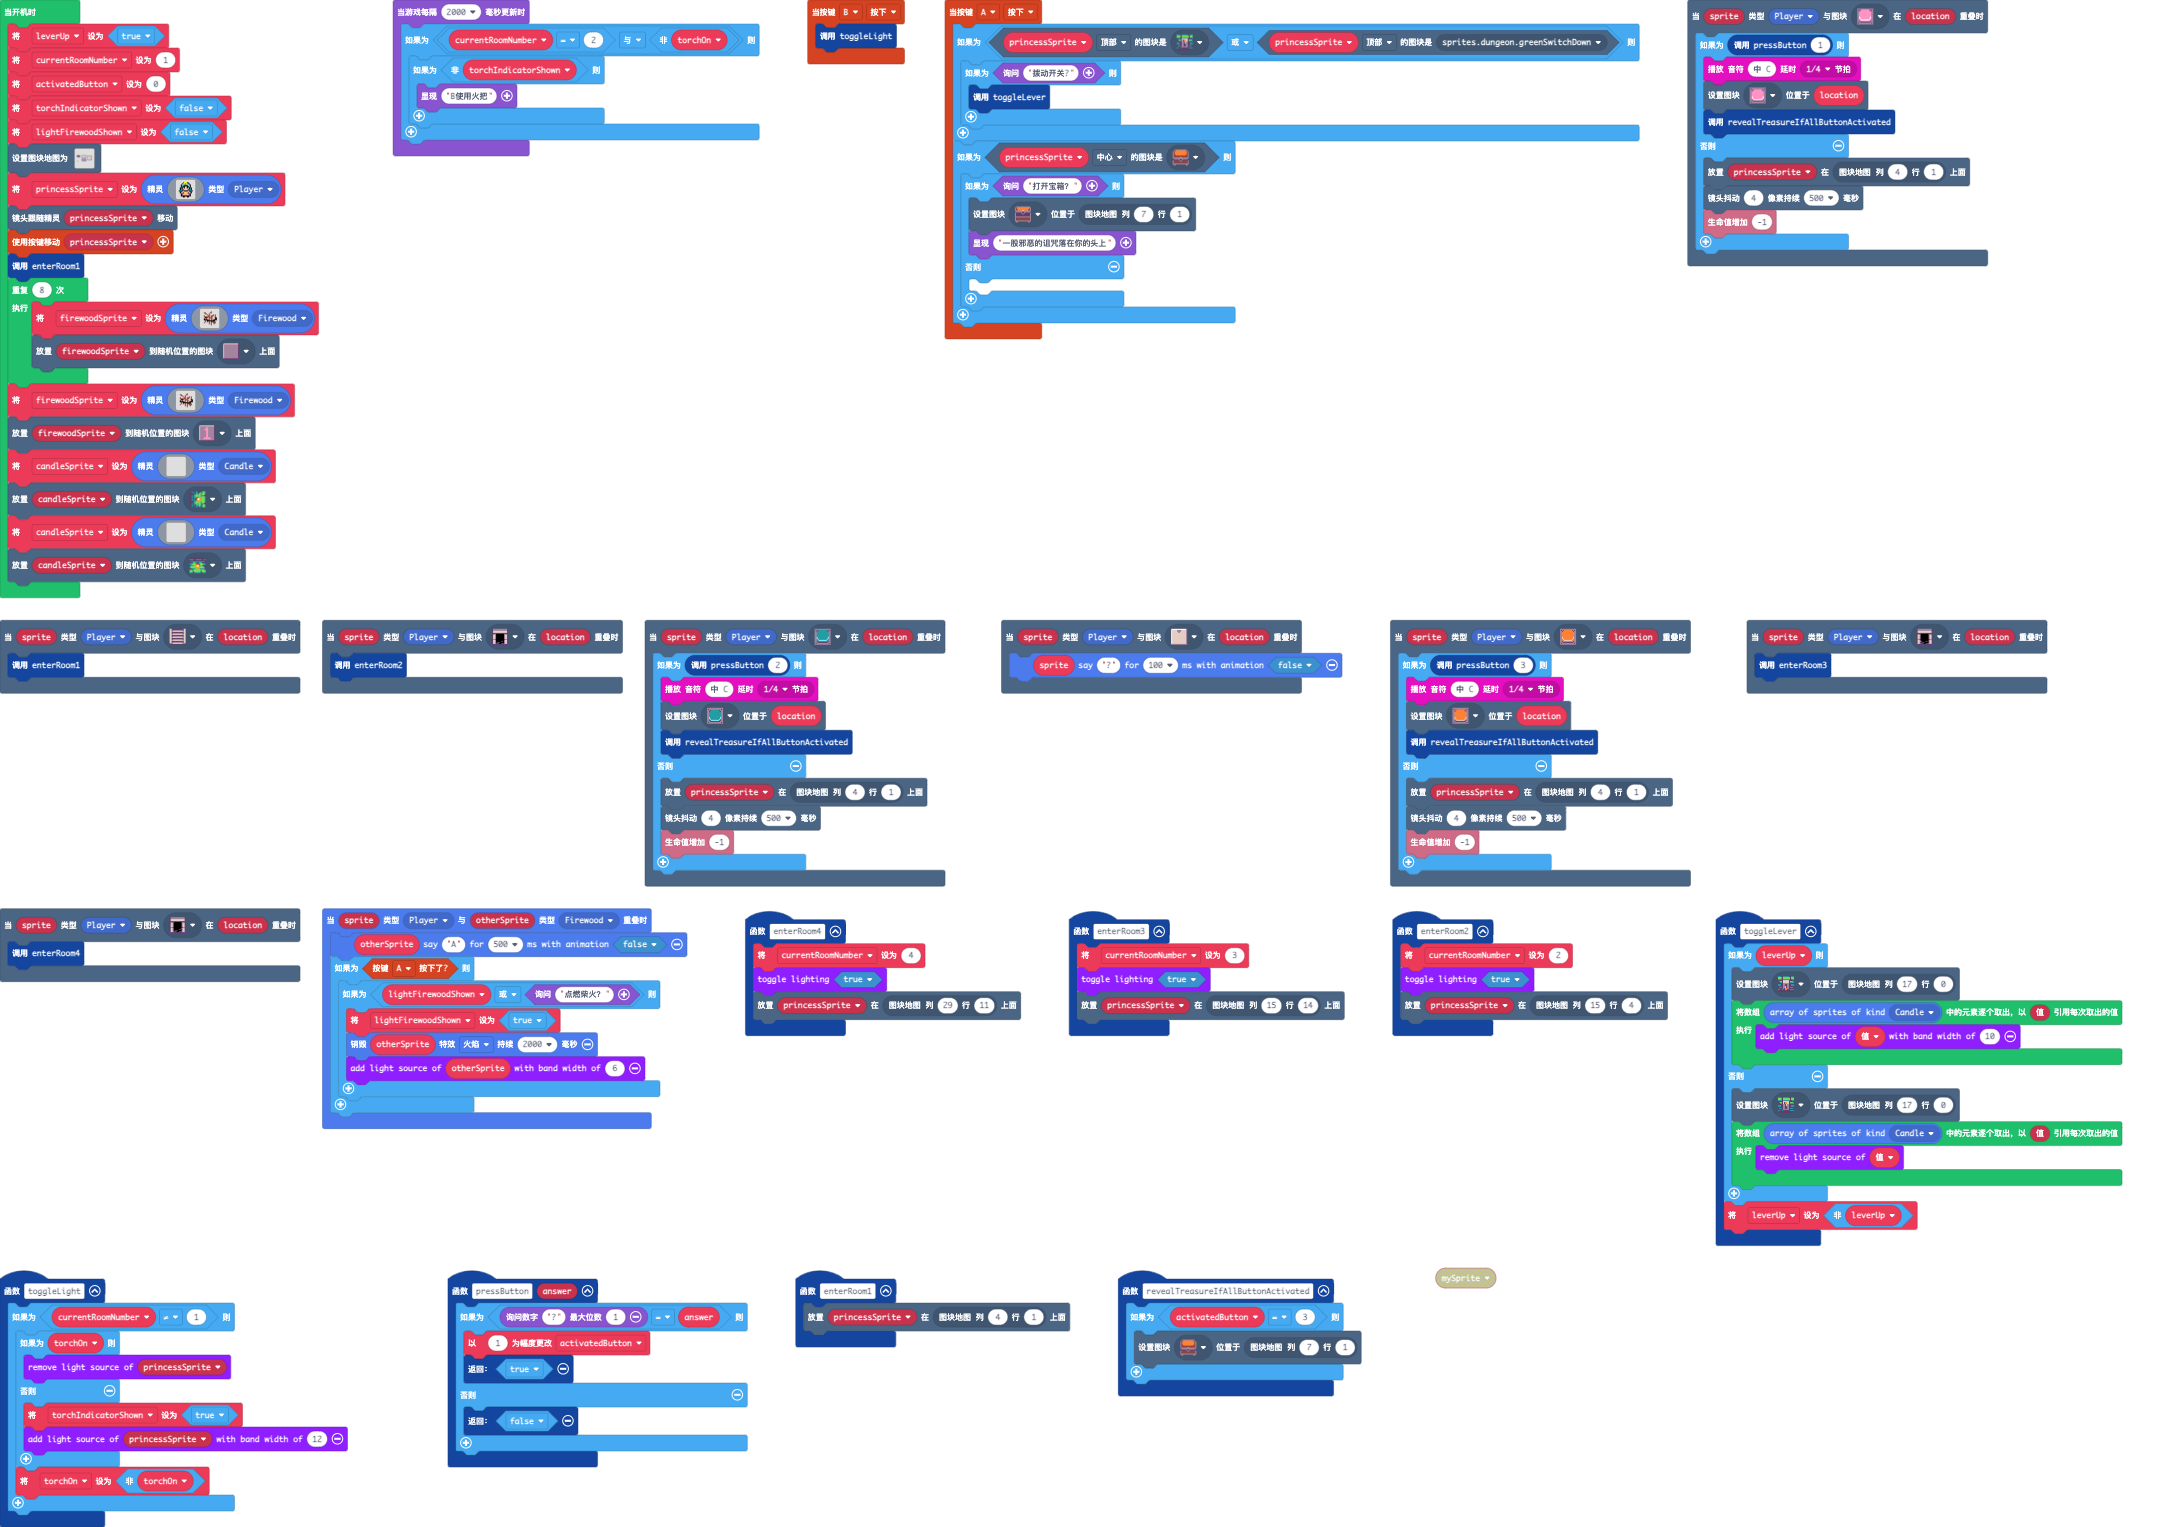 当开机时
将 leverUp 设为 true
将 currentRoomNumber 设为 1
将 activatedButton 设为 0
将 torchIndicatorShown 设为 false
将 lightFirewoodShown 设为 false
设置图块地图为
将 princessSprite 设为 精灵 类型 Player
镜头跟随精灵 princessSprite 移动
使用按键移动 princessSprite
调用 enterRoom1
重复 8 次
执行
将 firewoodSprite 设为 精灵 类型 Firewood
放置 firewoodSprite 到随机位置的图块 上面
将 firewoodSprite 设为 精灵 类型 Firewood
放置 firewoodSprite 到随机位置的图块 上面
将 candleSprite 设为 精灵 类型 Candle
放置 candleSprite 到随机位置的图块 上面
将 candleSprite 设为 精灵 类型 Candle
放置 candleSprite 到随机位置的图块 上面
当游戏每隔 2000 毫秒更新时
如果为 currentRoomNumber = 2 与 非 torchOn 则
如果为 非 torchIndicatorShown 则
显现 "B使用火把"
当按键 B 按下
调用 toggleLight
当按键 A 按下
如果为 princessSprite 顶部 的图块是 或 princessSprite 顶部 的图块是 sprites.dungeon.greenSwitchDown 则
如果为 询问 "拨动开关?" 则
调用 toggleLever
如果为 princessSprite 中心 的图块是 则
如果为 询问 "打开宝箱？" 则
设置图块 位置于 图块地图 列 7 行 1
显现 "一股邪恶的诅咒落在你的头上"
否则
当 sprite 类型 Player 与图块 在 location 重叠时
如果为 调用 pressButton 1 则
播放 音符 中 C 延时 1/4 节拍
设置图块 位置于 location
调用 revealTreasureIfAllButtonActivated
否则
放置 princessSprite 在 图块地图 列 4 行 1 上面
镜头抖动 4 像素持续 500 毫秒
生命值增加 -1
当 sprite 类型 Player 与图块 在 location 重叠时
调用 enterRoom1
当 sprite 类型 Player 与图块 在 location 重叠时
调用 enterRoom2
当 sprite 类型 Player 与图块 在 location 重叠时
如果为 调用 pressButton 2 则
播放 音符 中 C 延时 1/4 节拍
设置图块 位置于 location
调用 revealTreasureIfAllButtonActivated
否则
放置 princessSprite 在 图块地图 列 4 行 1 上面
镜头抖动 4 像素持续 500 毫秒
生命值增加 -1
当 sprite 类型 Player 与图块 在 location 重叠时
sprite say "?" for 100 ms with animation false
当 sprite 类型 Player 与图块 在 location 重叠时
如果为 调用 pressButton 3 则
播放 音符 中 C 延时 1/4 节拍
设置图块 位置于 location
调用 revealTreasureIfAllButtonActivated
否则
放置 princessSprite 在 图块地图 列 4 行 1 上面
镜头抖动 4 像素持续 500 毫秒
生命值增加 -1
当 sprite 类型 Player 与图块 在 location 重叠时
调用 enterRoom3
当 sprite 类型 Player 与图块 在 location 重叠时
调用 enterRoom4
当 sprite 类型 Player 与 otherSprite 类型 Firewood 重叠时
otherSprite say "A" for 500 ms with animation false
如果为 按键 A 按下了? 则
如果为 lightFirewoodShown 或 询问 "点燃柴火？" 则
将 lightFirewoodShown 设为 true
销毁 otherSprite 特效 火焰 持续 2000 毫秒
add light source of otherSprite with band width of 6
函数 enterRoom4
将 currentRoomNumber 设为 4
toggle lighting true
放置 princessSprite 在 图块地图 列 29 行 11 上面
函数 enterRoom3
将 currentRoomNumber 设为 3
toggle lighting true
放置 princessSprite 在 图块地图 列 15 行 14 上面
函数 enterRoom2
将 currentRoomNumber 设为 2
toggle lighting true
放置 princessSprite 在 图块地图 列 15 行 4 上面
函数 toggleLever
如果为 leverUp 则
设置图块 位置于 图块地图 列 17 行 0
将数组 array of sprites of kind Candle 中的元素逐个取出，以 值 引用每次取出的值
执行 add light source of 值 with band width of 10
否则
设置图块 位置于 图块地图 列 17 行 0
将数组 array of sprites of kind Candle 中的元素逐个取出，以 值 引用每次取出的值
执行 remove light source of 值
将 leverUp 设为 非 leverUp
函数 toggleLight
如果为 currentRoomNumber ≠ 1 则
如果为 torchOn 则
remove light source of princessSprite
否则
将 torchIndicatorShown 设为 true
add light source of princessSprite with band width of 12
将 torchOn 设为 非 torchOn
函数 pressButton answer
如果为 询问数字 "?" 最大位数 1 = answer 则
以 1 为幅度更改 activatedButton
返回： true
否则
返回： false
函数 enterRoom1
放置 princessSprite 在 图块地图 列 4 行 1 上面
函数 revealTreasureIfAllButtonActivated
如果为 activatedButton = 3 则
设置图块 位置于 图块地图 列 7 行 1
mySprite